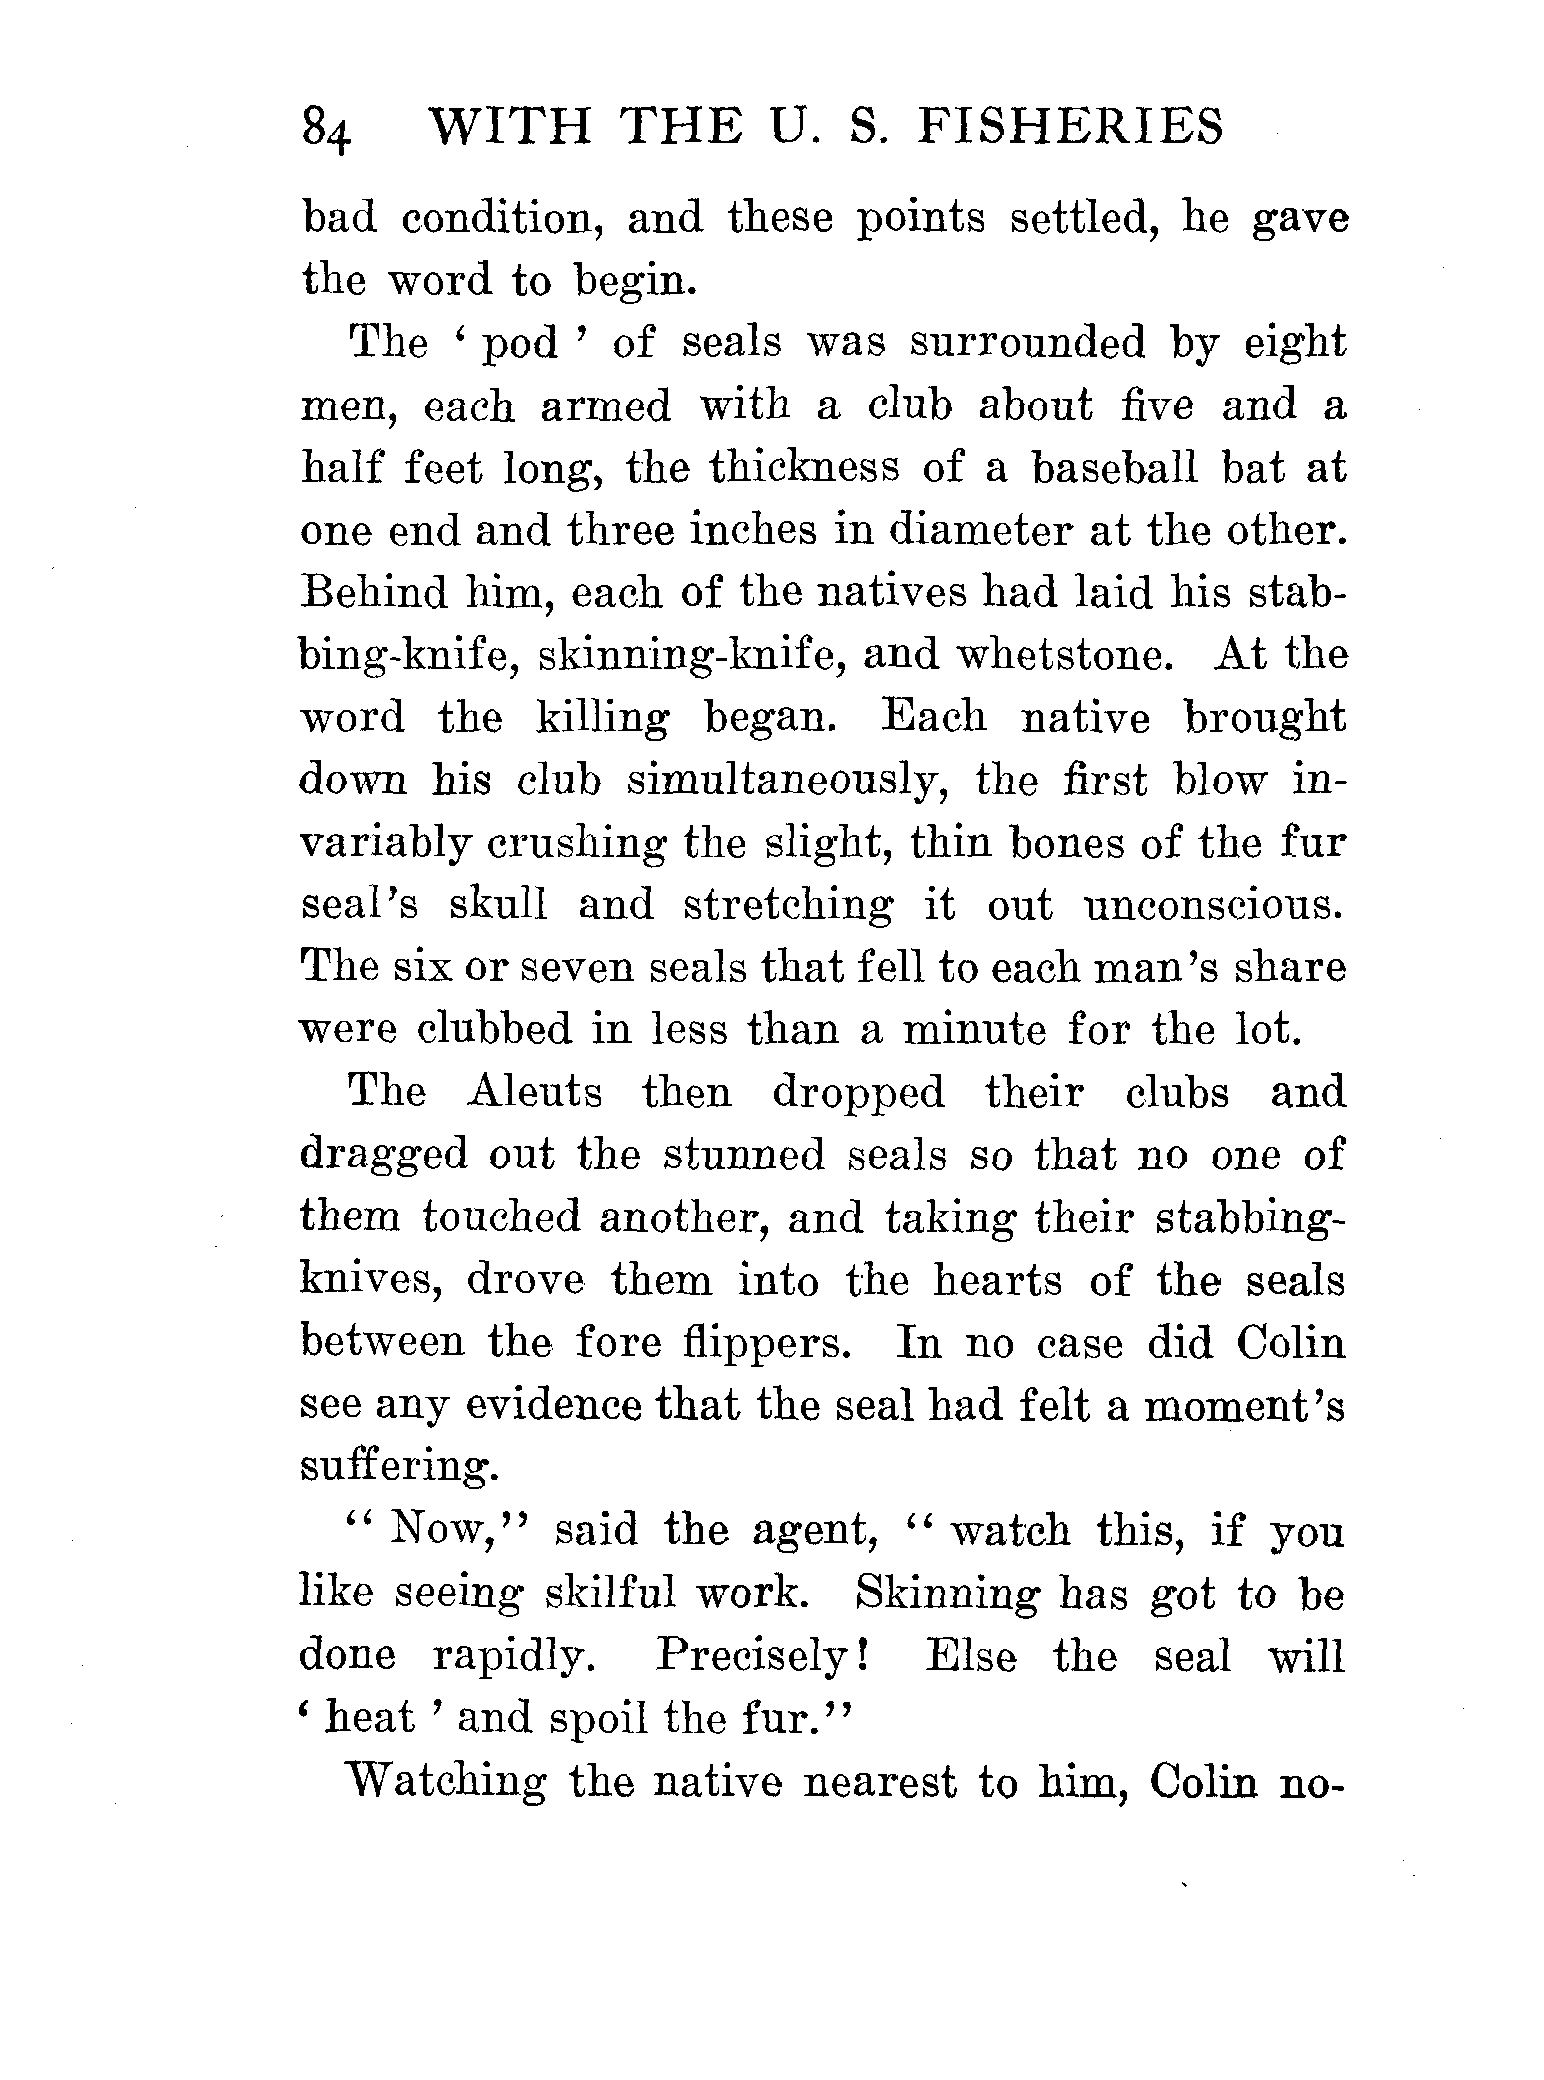 84 WITH THE U. S. FISHERIES
bad condition, and these points settled, he gave
the word to begin.
The ‘ pod ’ of seals was surrounded by eight
men, each armed with a club about five and a
half feet long, the thickness of a baseball bat at
one end and three inches in diameter at the other.
Behind him, each of the natives had laid his stab-
bing-knife, skinning-knife, and whetstone. At the
word the killing began. Each native brought
down his club simultaneously, the first blow in-
variably crushing the slight, thin bones of the fur
seal’s skull and stretching it out unconscious.
The six or seven seals that fell to each man’s share
were clubbed in less than a minute for the lot.
The Aleuts then dropped their clubs and
dragged out the stunned seals so that no one of
them touched another, and taking their stabbing-
knives, drove them into the hearts of the seals
between the fore flippers. In no case did Colin
see any evidence that the seal had felt a moment’s
suffering.
“ Now,” said the agent, “ watch this, if you
like seeing skilful work. Skinning has got to be
done rapidly. Precisely! Else the seal will
‘ heat ’ and spoil the fur.”
Watching the native nearest to him, Colin no-